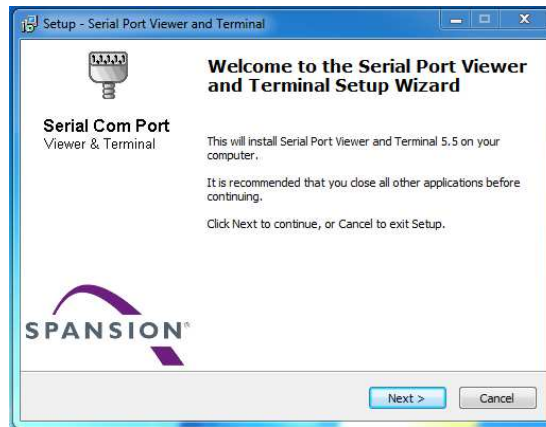 Setup - Serial Port Viewer and Terminal
Serial Com Port
Viewer & Terminal
SPANSION®
Welcome to the Serial Port Viewer
and Terminal Setup Wizard
This will install Serial Port Viewer and Terminal 5.5 on your
computer.
It is recommended that you close all other applications before
continuing.
Click Next to continue, or Cancel to exit Setup.
Next >
Cancel